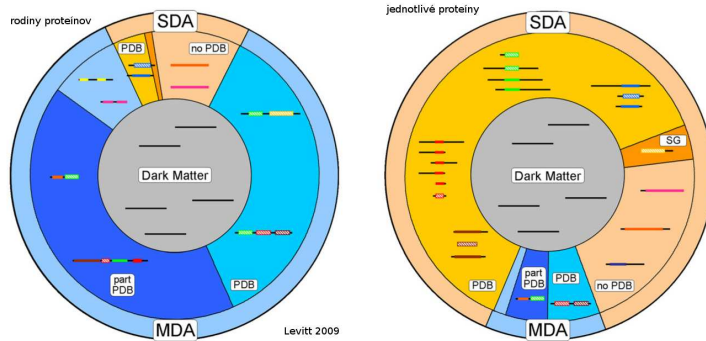 rodiny proteínov
SDA
PDB
no PDB
Dark Matter
part
PDB
PDB
MDA
Levitt 2009
jednotlivé proteíny
SDA
SG
Dark Matter
no PDB
PDB
part
PDB
PDB
MDA